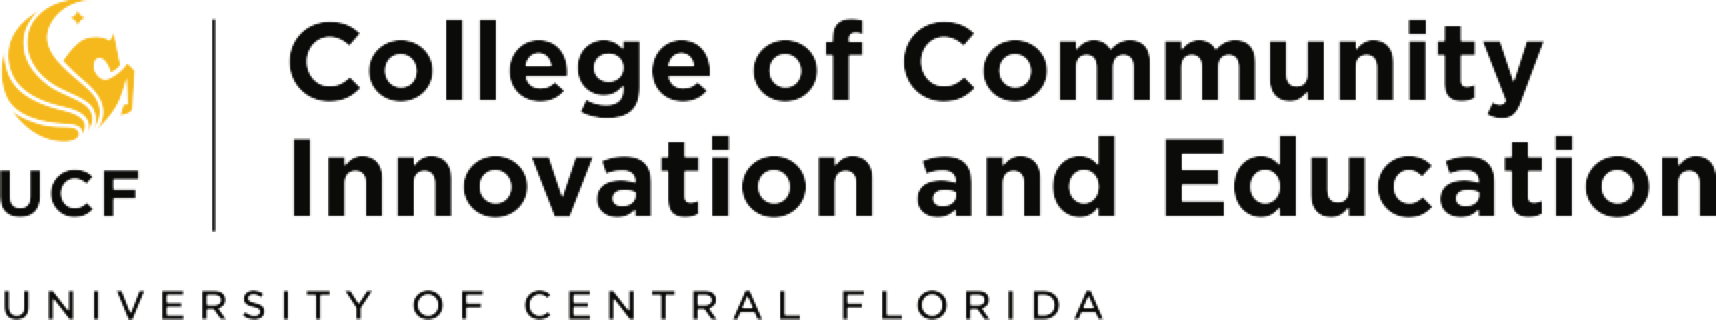 UCF
College of Community
Innovation and Education
UNIVERSITY OF CENTRAL FLORIDA